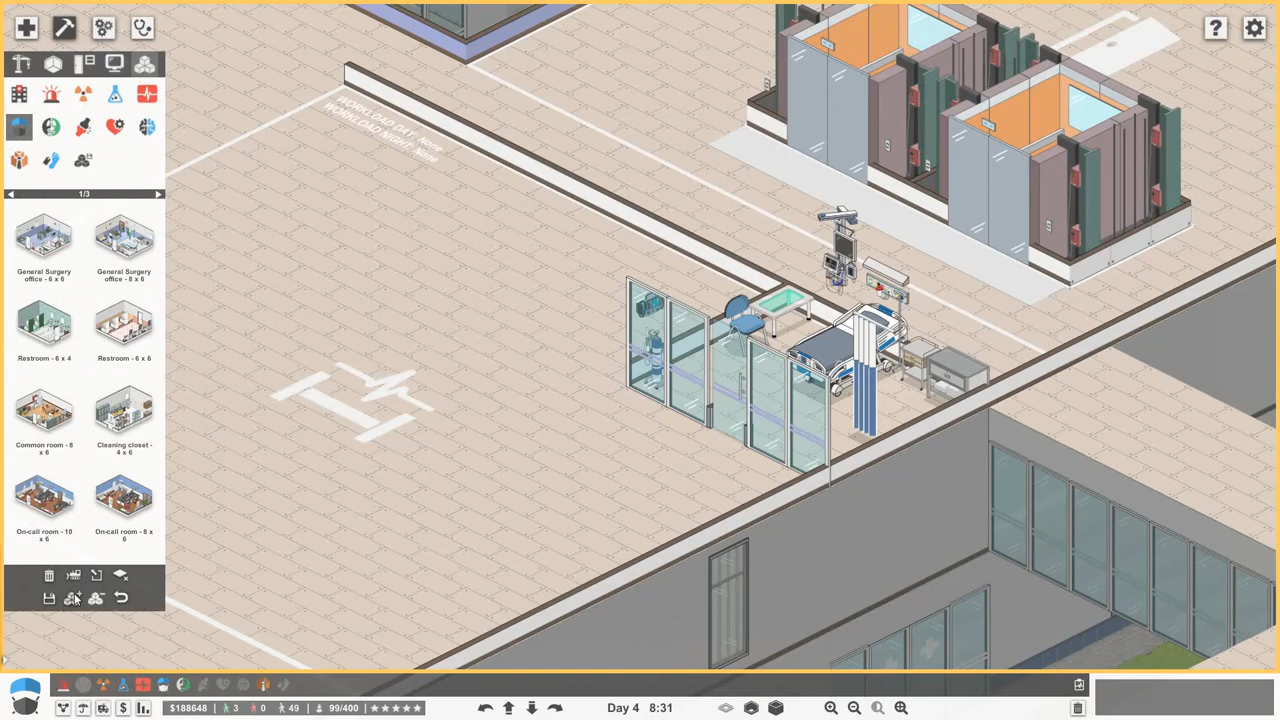 WORKLOAD DAY: None
WORKLOAD NIGHT: None
1/3
General Surgery
office - 6 x 6
General Surgery
office - 8 x 6
Restroom - 6 x 4
Restroom - 6 x 6
Common room - 8
x 6
Cleaning closet -
4 x 6
On-call room - 10
x 6
On-call room - 8 x
6
$188648
3
0
49
99/400
Day 4 8:31